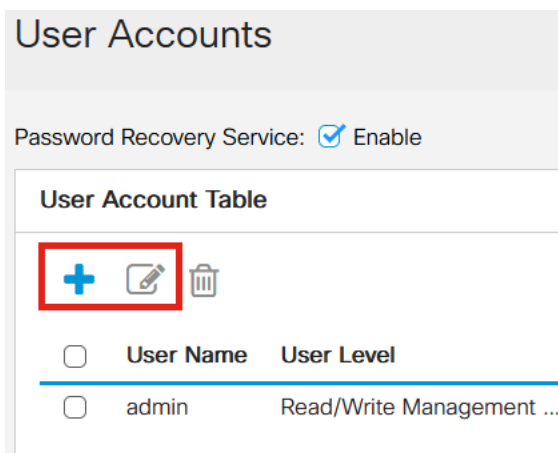 User Accounts
Password Recovery Service: Enable
User Account Table
User Name User Level
admin Read/Write Management ...